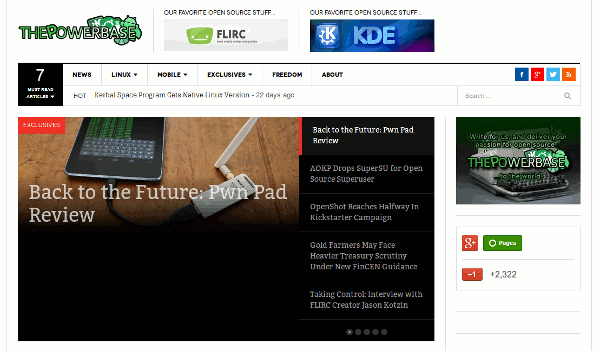 OUR FAVORITE OPEN SOURCE STUFF...
OUR FAVORITE OPEN SOURCE STUFF...
THEPOWERBASE
FLIRC
KDE
7
MUST READ
ARTICLES
NEWS
LINUX
MOBILE
EXCLUSIVES
FREEDOM
ABOUT
HOT
Kerbal Space Program Gets Native Linux Version - 22 days ago
Search ...
EXCLUSIVES
Back to the Future: Pwn Pad
Review
Back to the Future: Pwn Pad
Review
AOKP Drops SuperSU for Open
Source Superuser
OpenShot Reaches Halfway In
Kickstarter Campaign
Gold Farmers May Face
Heavier Treasury Scrutiny
Under New FinCEN Guidance
Taking Control: Interview with
FLIRC Creator Jason Kotzin
Write for us, and deliver your
passion for open source
THEPOWERBASE
to the world
g+ Pages
-1 +2,322